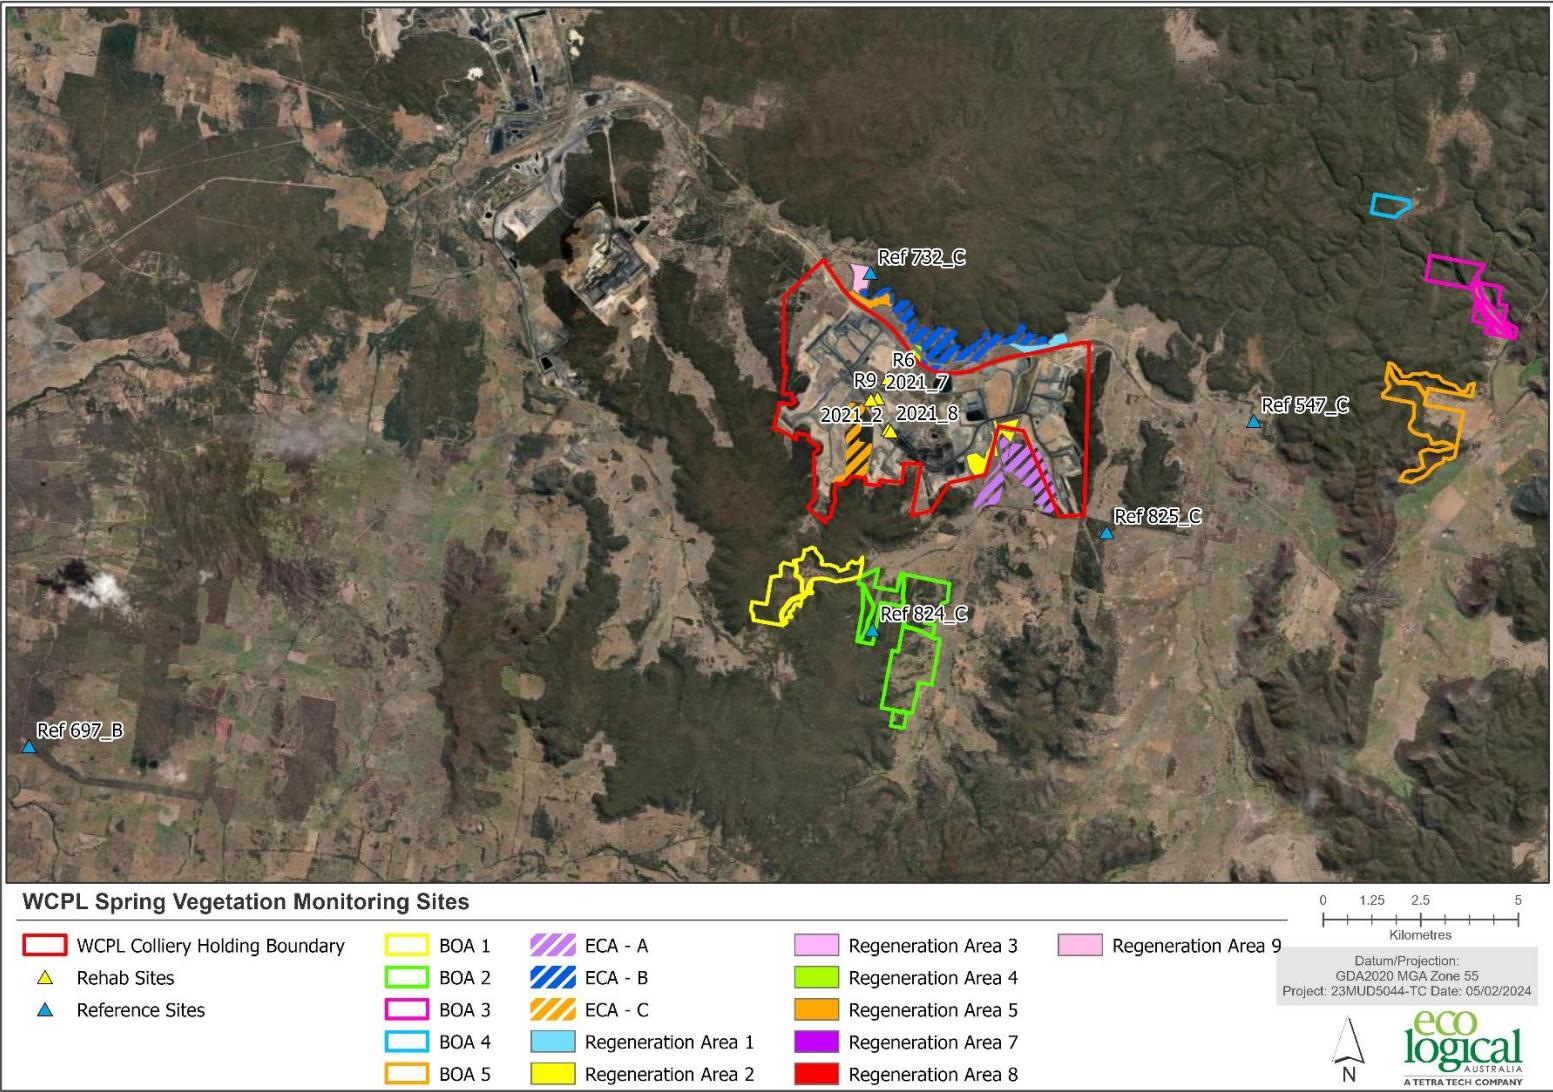 Ref 732_C
R6
R9 2021_7
2021_2 2021_8
Ref 547_C
Ref 825_C
Ref 824_C
Ref 697_B
WCPL Spring Vegetation Monitoring Sites
WCPL Colliery Holding Boundary
Rehab Sites
Reference Sites
BOA 1
BOA 2
BOA 3
BOA 4
BOA 5
ECA - A
ECA - B
ECA - C
Regeneration Area 1
Regeneration Area 2
Regeneration Area 3
Regeneration Area 4
Regeneration Area 5
Regeneration Area 7
Regeneration Area 8
Regeneration Area 9
0 1.25 2.5 5
Kilometres
Datum/Projection:
GDA2020 MGA Zone 55
Project: 23MUD5044-TC Date: 05/02/2024
N
eco
logical
AUSTRALIA
A TETRA TECH COMPANY